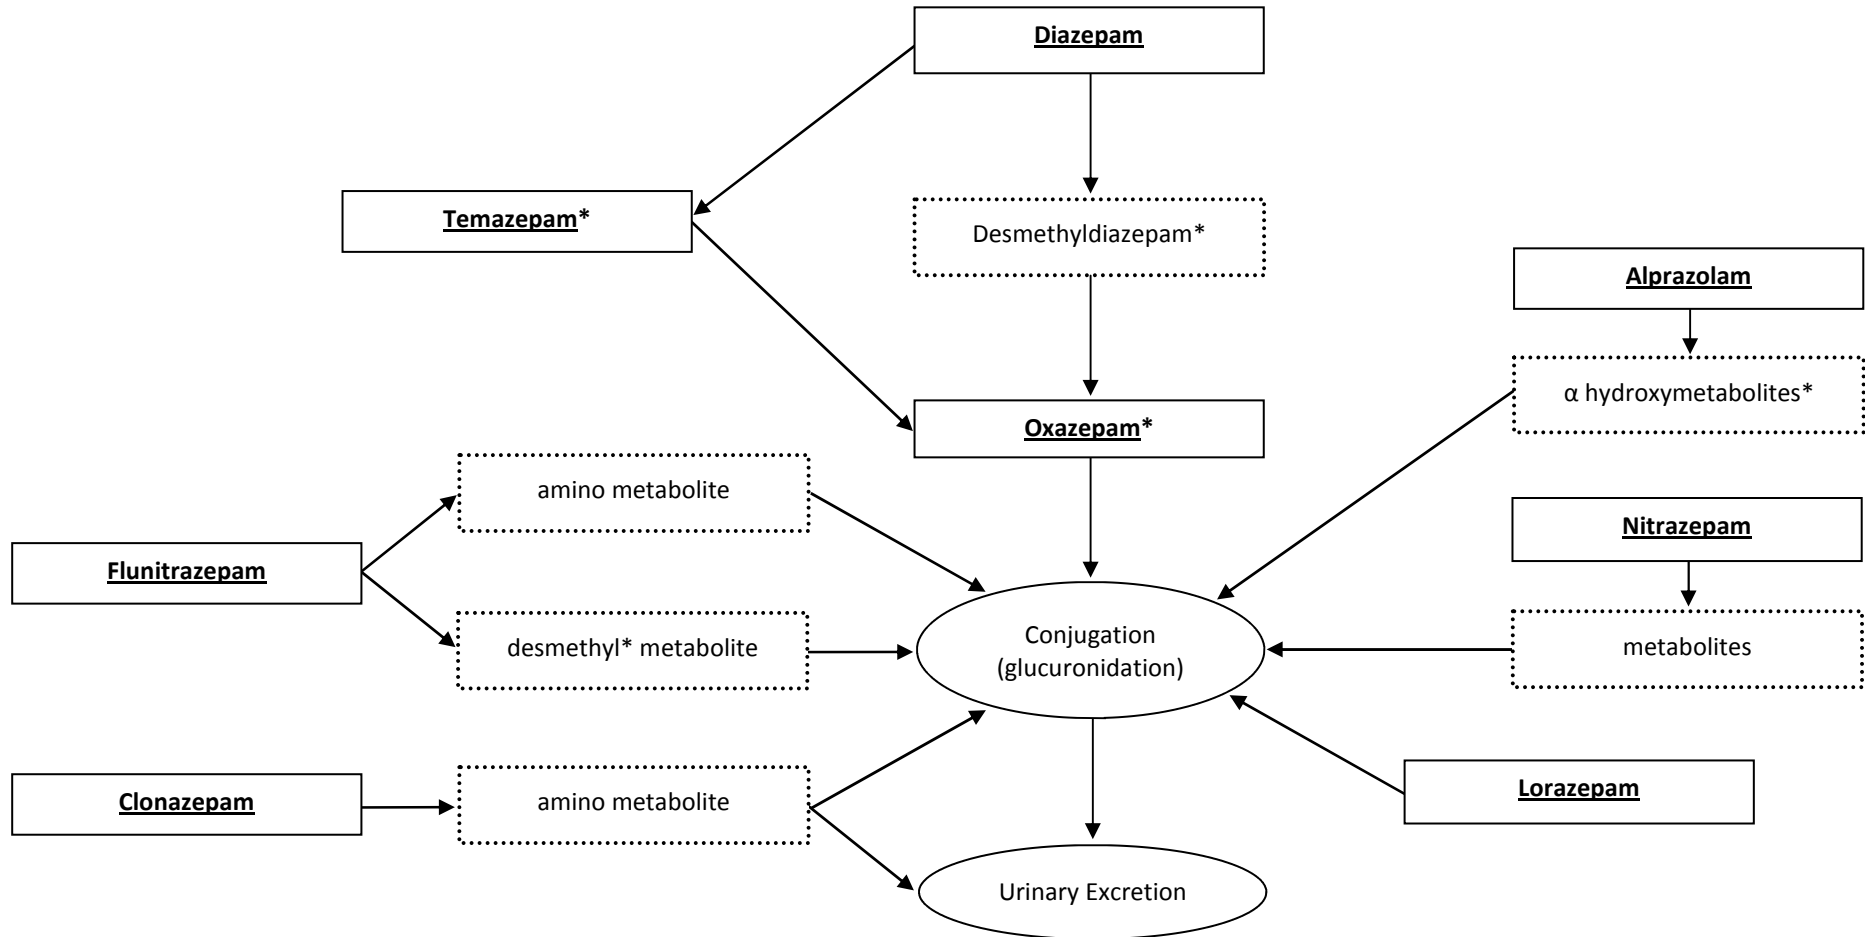 Diazepam
Temazepam*
Desmethyldiazepam*
Alprazolam
α hydroxymetabolites*
Oxazepam*
amino metabolite
Nitrazepam
Flunitrazepam
desmethyl* metabolite
Conjugation
(glucuronidation)
metabolites
Clonazepam
amino metabolite
Lorazepam
Urinary Excretion